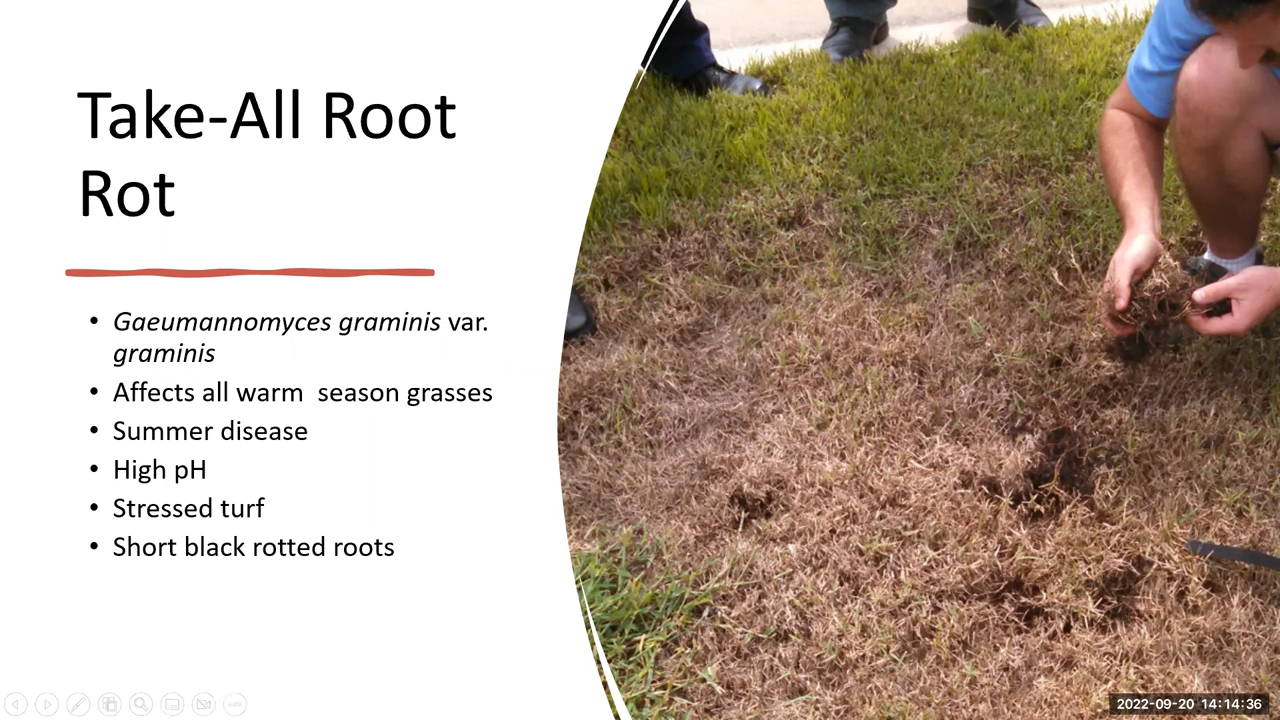 Take-All Root
Rot
• Gaeumannomyces graminis var.
graminis
• Affects all warm  season grasses
• Summer disease
• High pH
• Stressed turf
• Short black rotted roots
2022-09-20 14:14:36